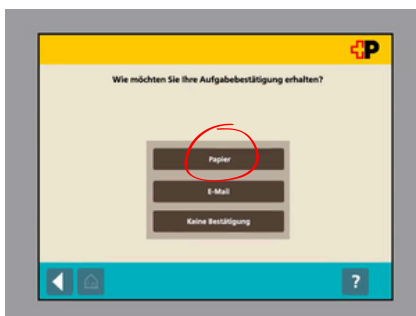 P
Wie möchten Sie Ihre Aufgabebestätigung erhalten?
Papier
E-Mail
Keine Bestätigung
?